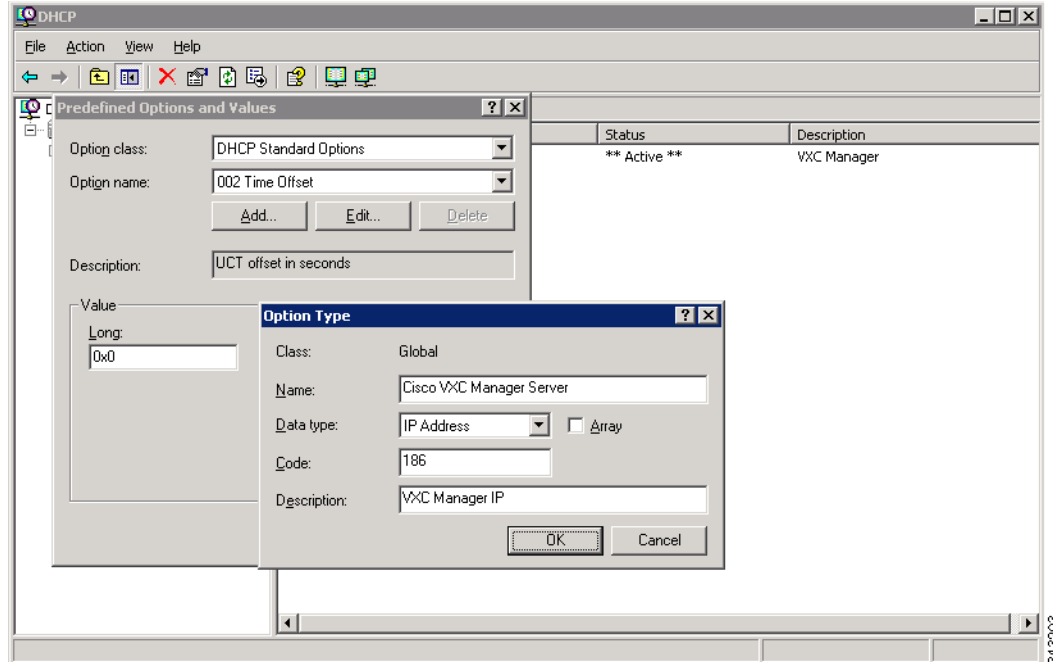 DHCP
File Action View Help
Predefined Options and Values
Status Description
** Active ** VXC Manager
Option class: DHCP Standard Options
Option name: 002 Time Offset
Add... Edit... Delete
Description: UCT offset in seconds
Value
Long:
0x0
Option Type
Class: Global
Name: Cisco VXC Manager Server
Data type: IP Address Array
Code: 186
Description: VXC Manager IP
OK Cancel